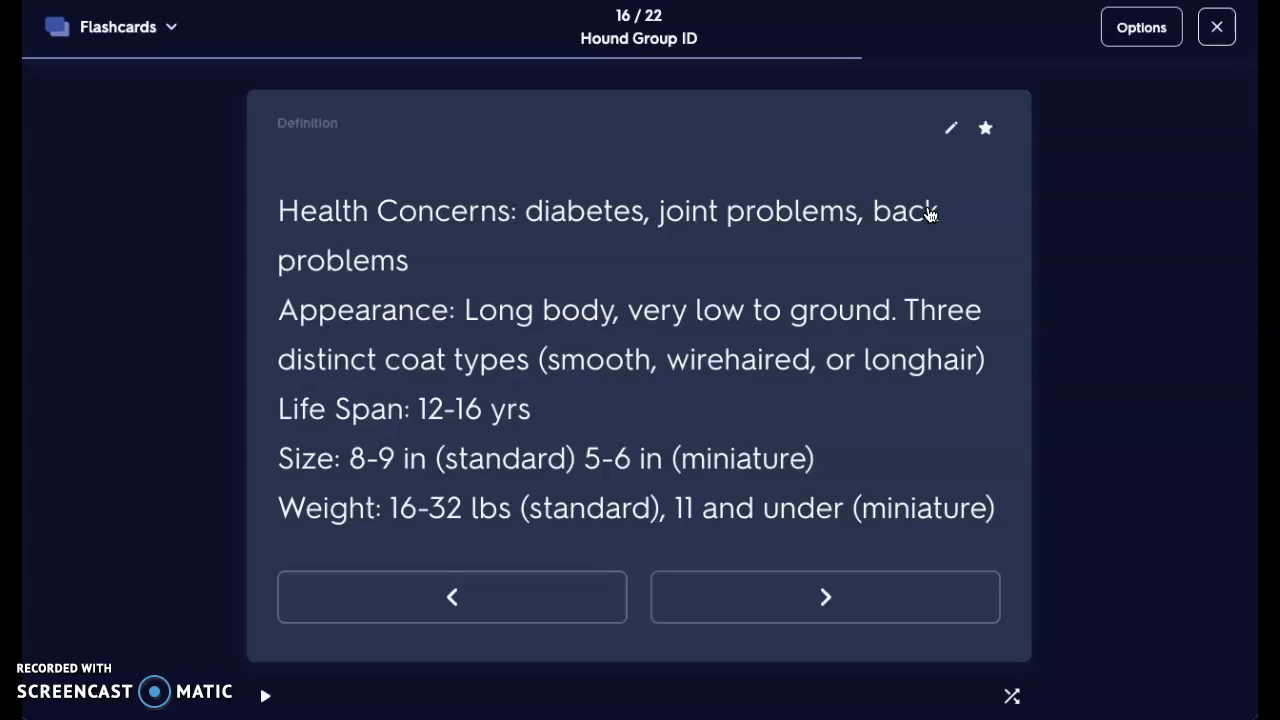 Flashcards
16 / 22
Hound Group ID
Options
Definition
Health Concerns: diabetes, joint problems, back
problems
Appearance: Long body, very low to ground. Three
distinct coat types (smooth, wirehaired, or longhair)
Life Span: 12-16 yrs
Size: 8-9 in (standard) 5-6 in (miniature)
Weight: 16-32 lbs (standard), 11 and under (miniature)
RECORDED WITH
SCREENCAST MATIC